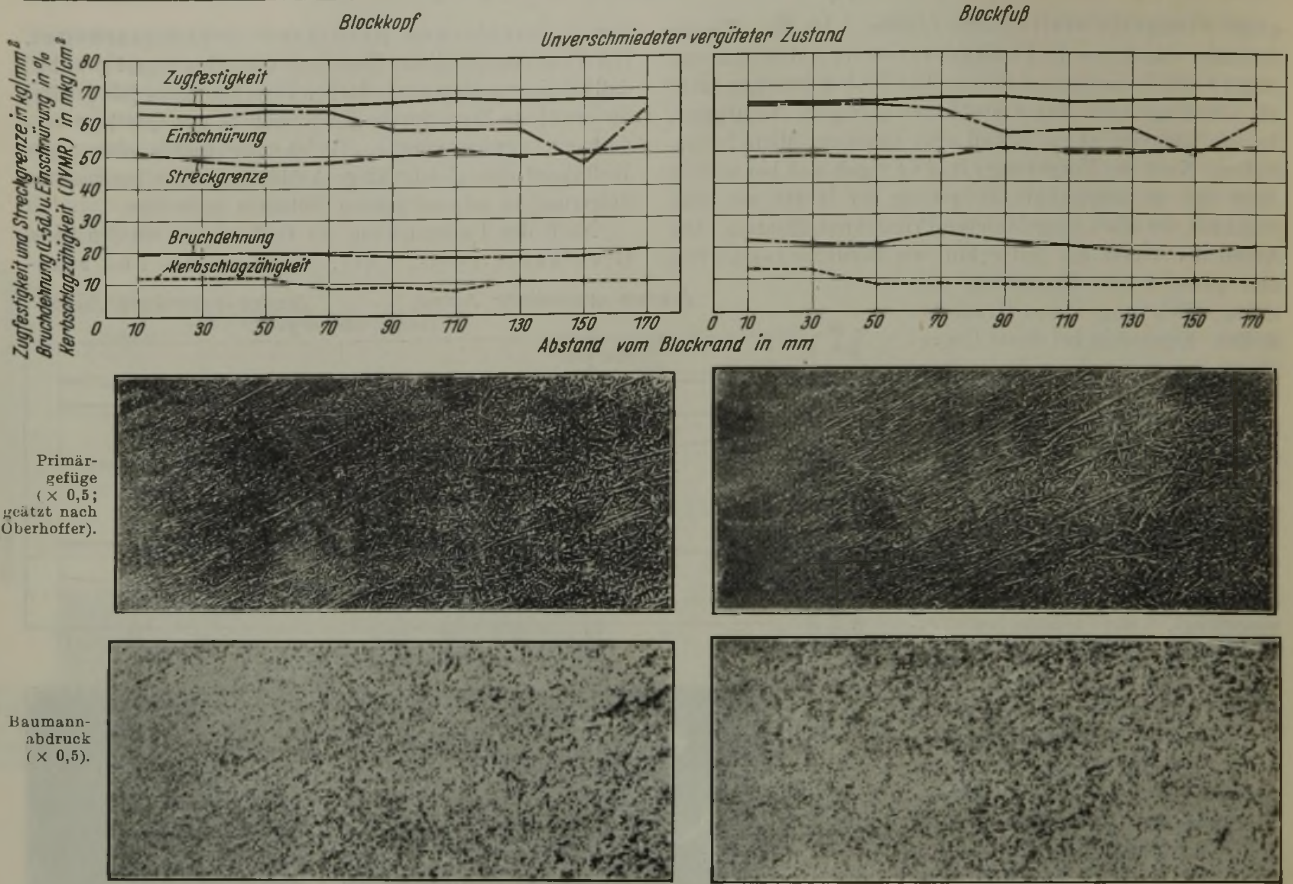 Blockkopf
Blockfuß
Unverschmiedeter vergüteter Zustand
Zugfestigkeit und Streckgrenze in kg/mm²
Bruchdehnung (l=5d) u. Einschnürung in %
Kerbschlagzähigkeit (DVMR) in mkg/cm²
80
70
60
50
40
30
20
10
0
Zugfestigkeit
Einschnürung
Streckgrenze
Bruchdehnung
Kerbschlagzähigkeit
10 30 50 70 90 110 130 150 170
0 10 30 50 70 90 110 130 150 170
Abstand vom Blockrand in mm
Primär-
gefüge
(× 0,5;
geätzt nach
Oberhoffer).
Baumann-
abdruck
(× 0,5).